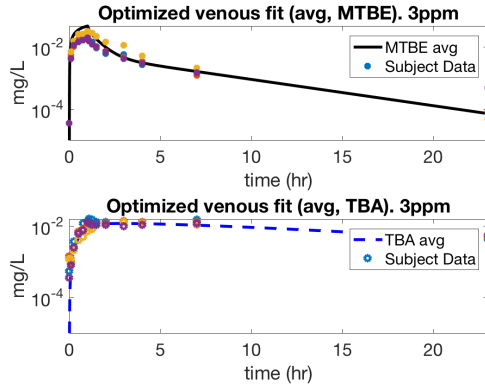 Optimized venous fit (avg, MTBE). 3ppm
10^-2
10^-4
mg/L
MTBE avg
Subject Data
0 5 10 15 20
time (hr)
Optimized venous fit (avg, TBA). 3ppm
10^-2
10^-4
mg/L
TBA avg
Subject Data
0 5 10 15 20
time (hr)